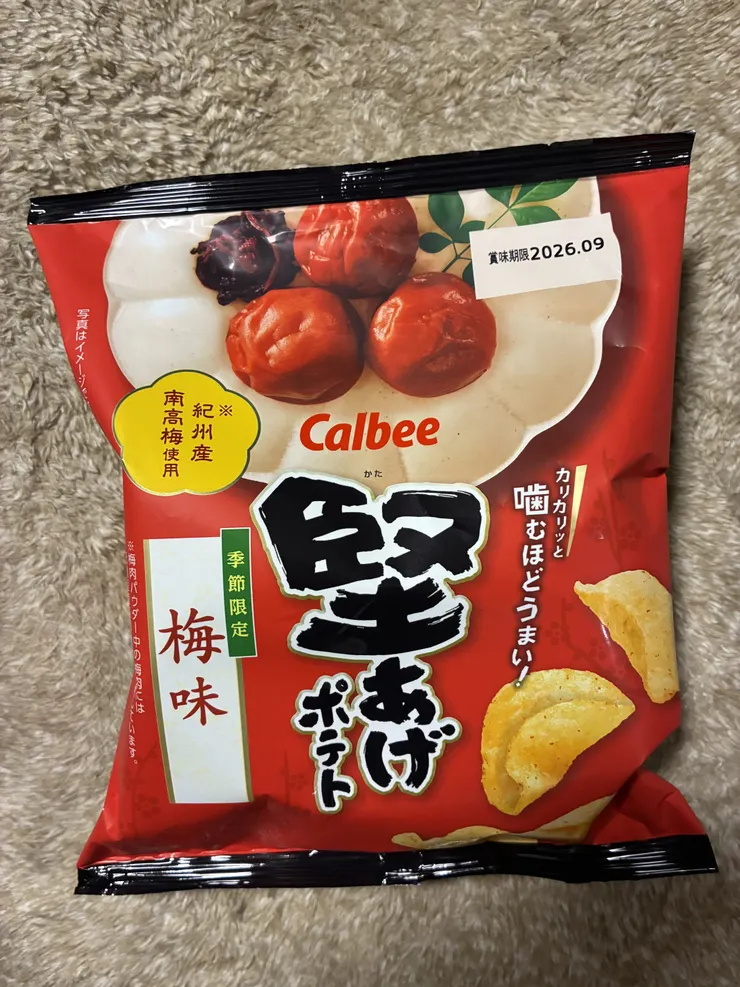 賞味期限2026.09
写真はイメージ
※紀州産
南高梅使用
Calbee
かた
堅あげ
ポテト
カリカリッと
噛むほどうまい!
季節限定
梅味
※梅肉パウダー中の梅肉には
います。